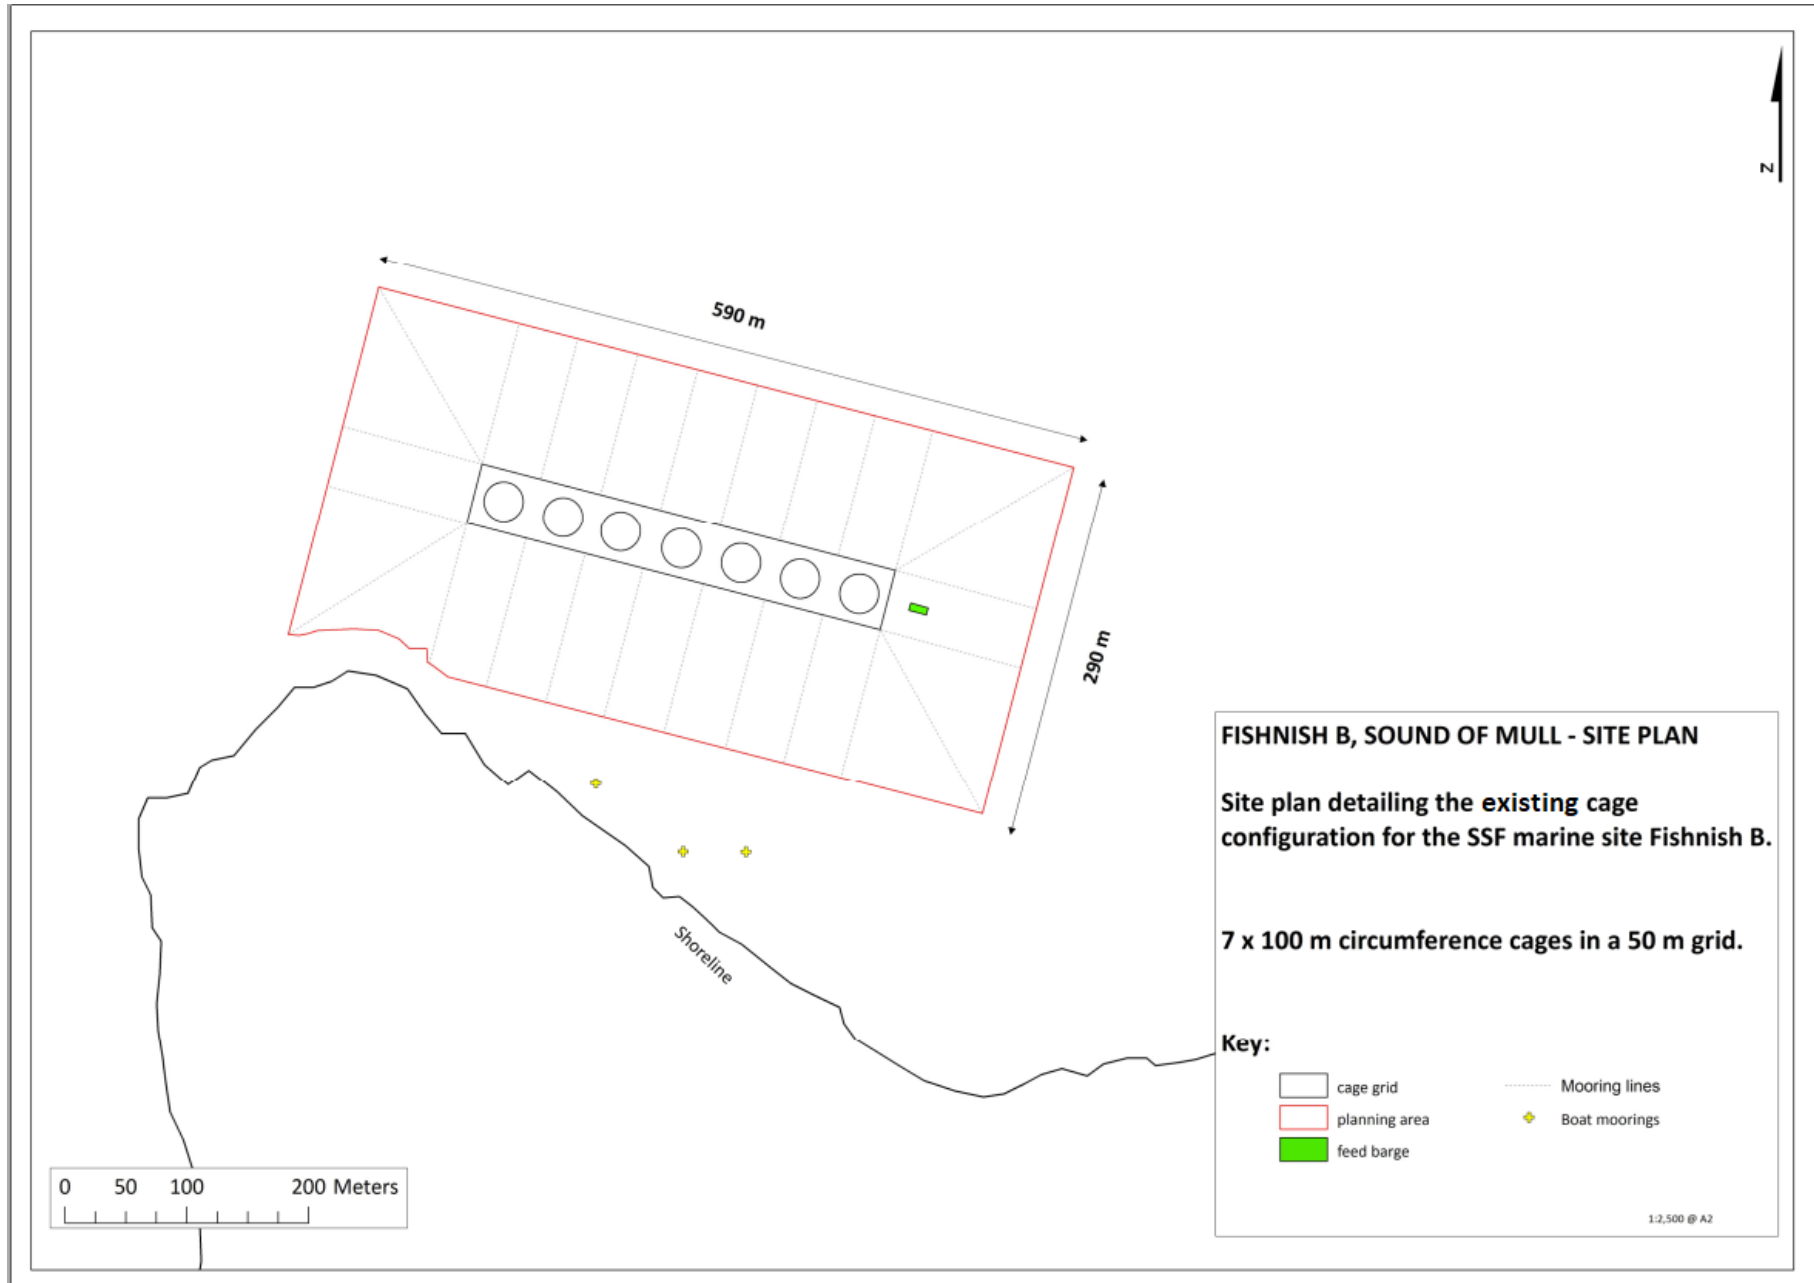 N
590 m
290 m
Shoreline
FISHNISH B, SOUND OF MULL - SITE PLAN
Site plan detailing the existing cage
configuration for the SSF marine site Fishnish B.
7 x 100 m circumference cages in a 50 m grid.
Key:
cage grid
Mooring lines
planning area
Boat moorings
feed barge
0 50 100 200 Meters
1:2,500 @ A2